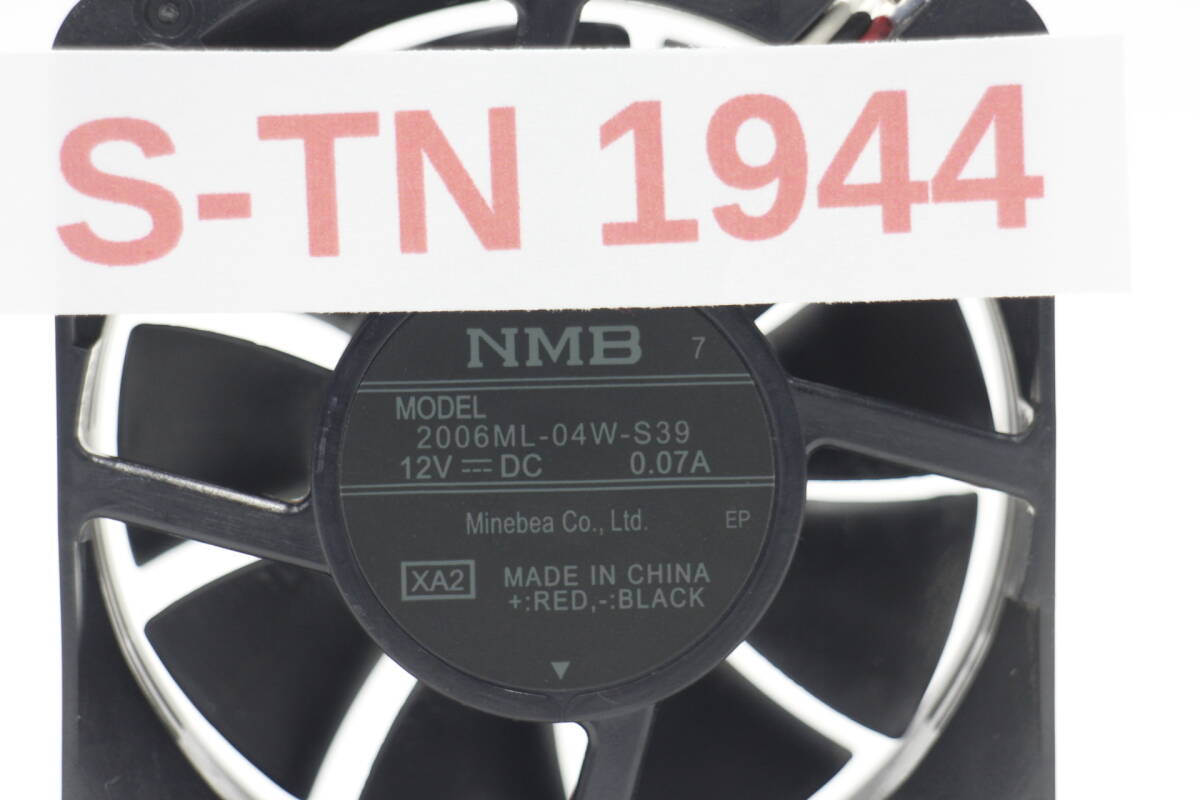 S-TN 1944
NMB 7
MODEL
2006ML-04W-S39
12V ⎓ DC 0.07A
Minebea Co., Ltd. EP
XA2 MADE IN CHINA
+:RED,-:BLACK